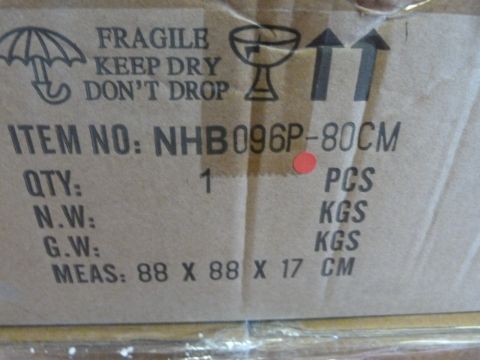 FRAGILE
KEEP DRY
DON'T DROP
ITEM NO: NHB096P-80CM
QTY: 1 PCS
N.W: KGS
G.W: KGS
MEAS: 88 X 88 X 17 CM